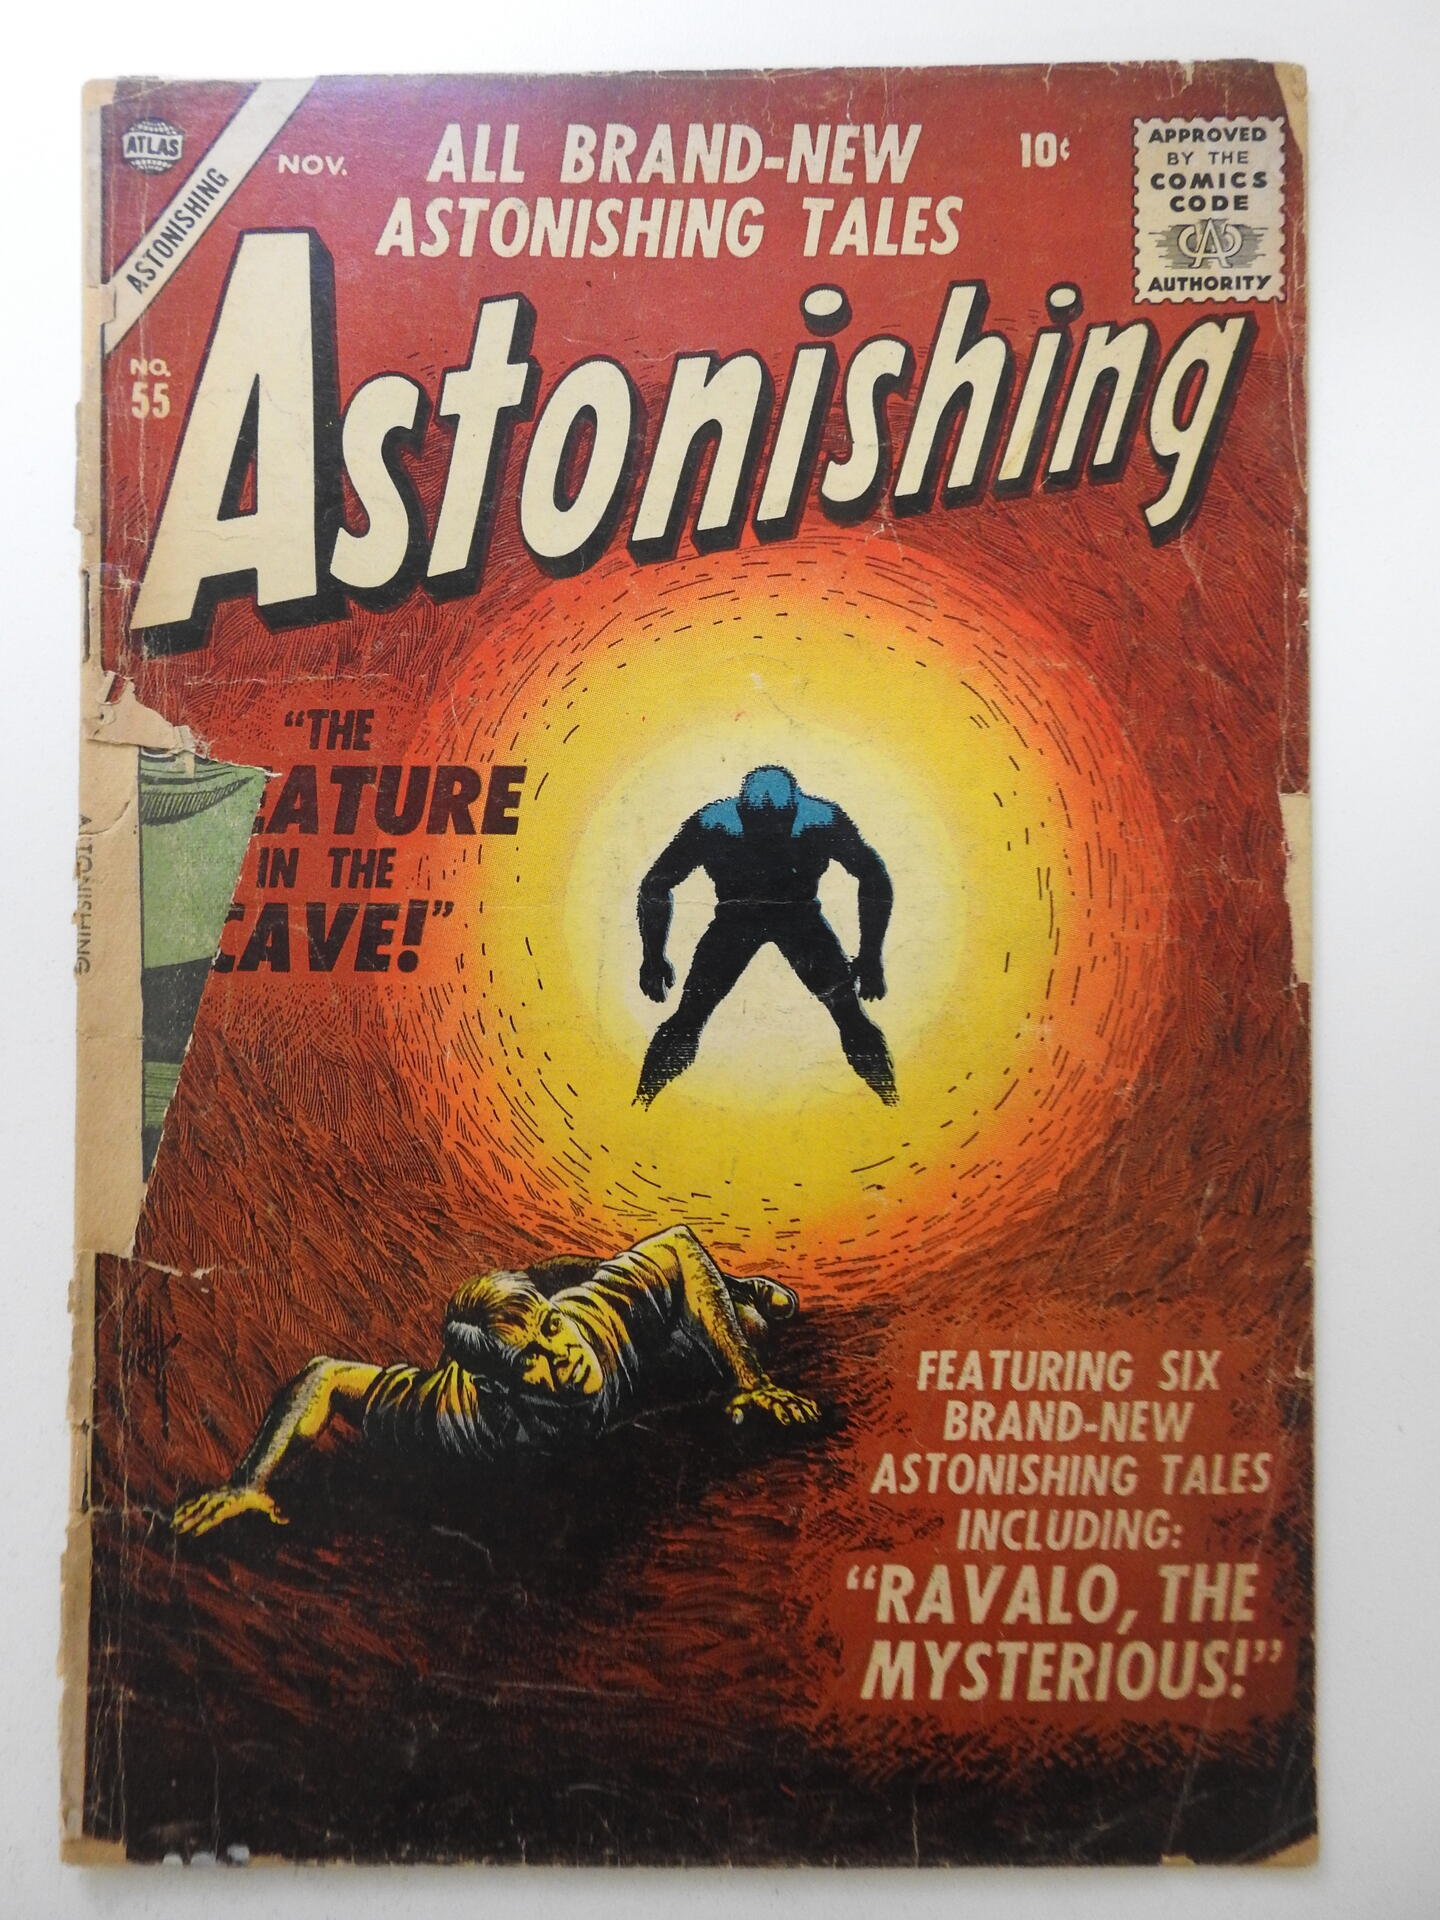 ATLAS
ASTONISHING
NOV.
ALL BRAND-NEW
ASTONISHING TALES
10¢
APPROVED
BY THE
COMICS
CODE
CA
AUTHORITY
NO.
55
Astonishing
"THE
EATURE
IN THE
CAVE!"
ASTONISHING
FEATURING SIX
BRAND-NEW
ASTONISHING TALES
INCLUDING:
"RAVALO, THE
MYSTERIOUS!"